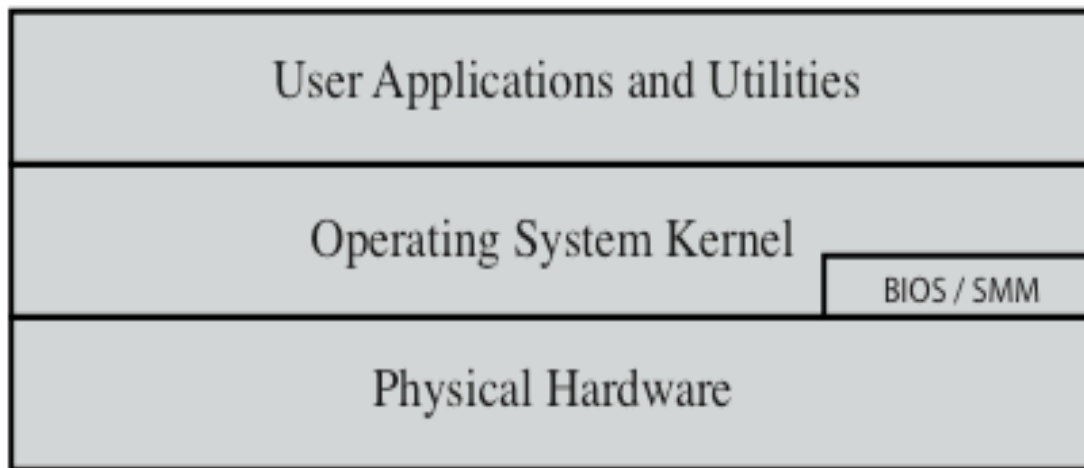 User Applications and Utilities
Operating System Kernel
BIOS / SMM
Physical Hardware